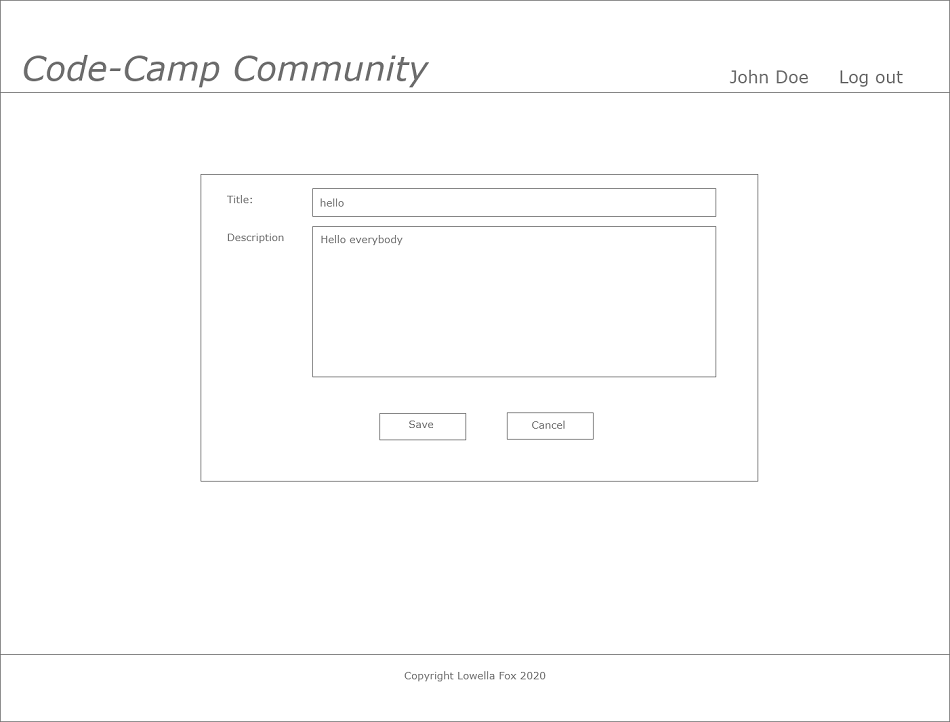 Code-Camp Community
John Doe Log out
Title: hello
Description Hello everybody
Save Cancel
Copyright Lowella Fox 2020